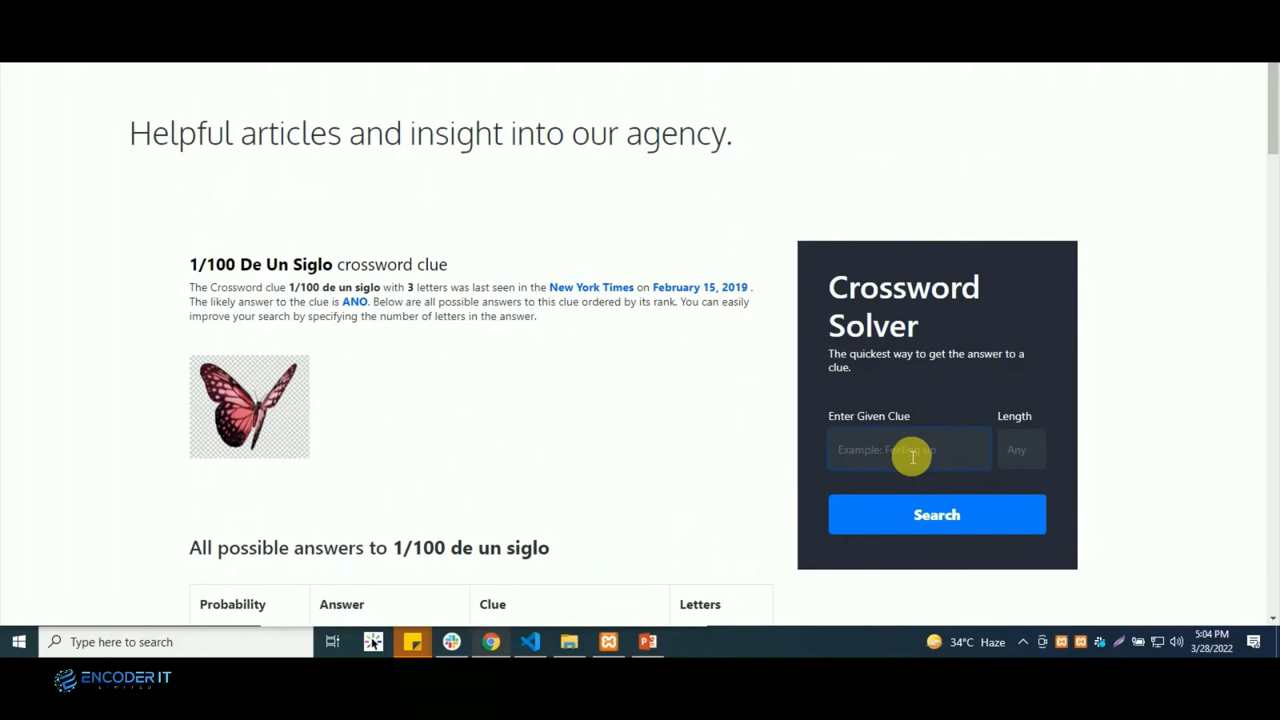 Helpful articles and insight into our agency.
1/100 De Un Siglo crossword clue
The Crossword clue 1/100 de un siglo with 3 letters was last seen in the New York Times on February 15, 2019 .
The likely answer to the clue is ANO. Below are all possible answers to this clue ordered by its rank. You can easily
improve your search by specifying the number of letters in the answer.
All possible answers to 1/100 de un siglo
Probability Answer Clue Letters
Crossword
Solver
The quickest way to get the answer to a
clue.
Enter Given Clue Length
Example: Feeling up Any
Search
Type here to search
34°C Haze
5:04 PM
3/28/2022
ENCODER IT
LIMITED